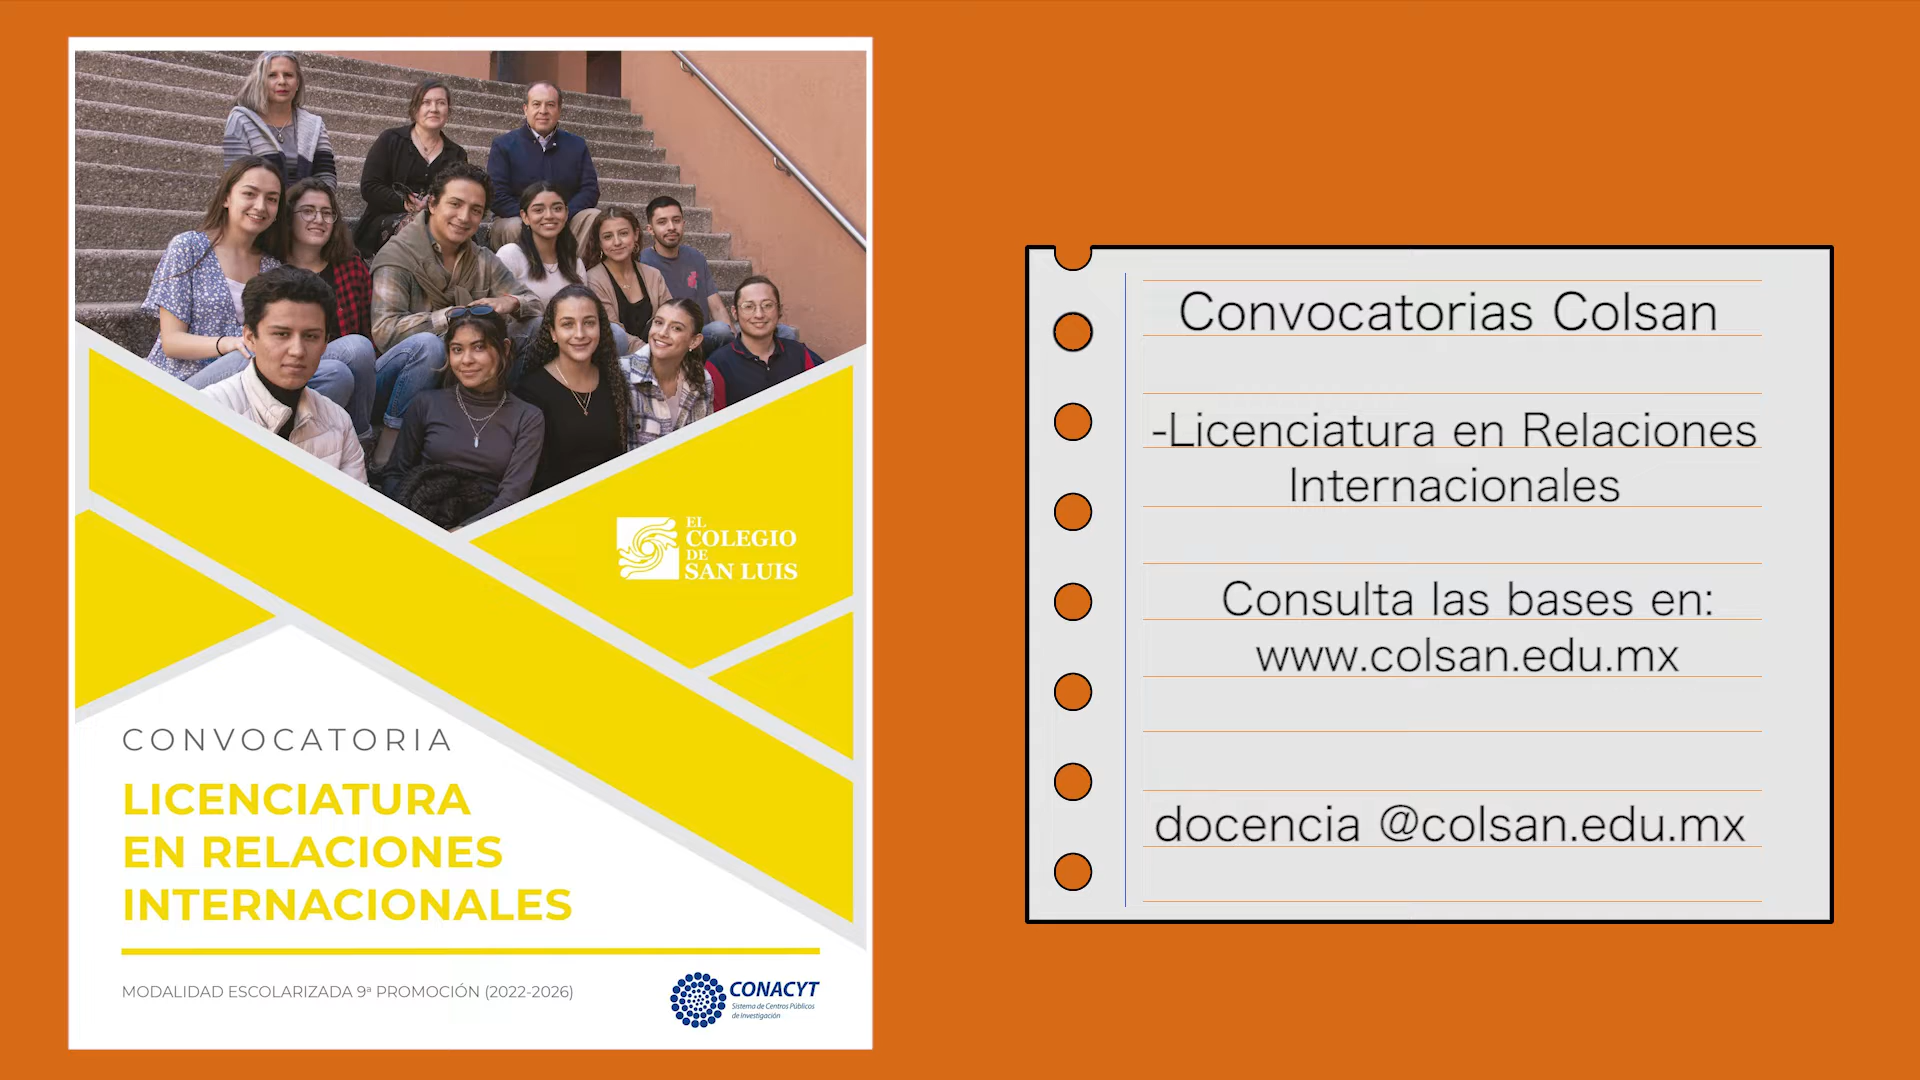 EL
COLEGIO
DE
SAN LUIS
CONVOCATORIA
LICENCIATURA
EN RELACIONES
INTERNACIONALES
MODALIDAD ESCOLARIZADA 9ª PROMOCIÓN (2022-2026)
CONACYT
Sistema de Centros Públicos
de Investigación
Convocatorias Colsan
-Licenciatura en Relaciones
Internacionales
Consulta las bases en:
www.colsan.edu.mx
docencia @colsan.edu.mx